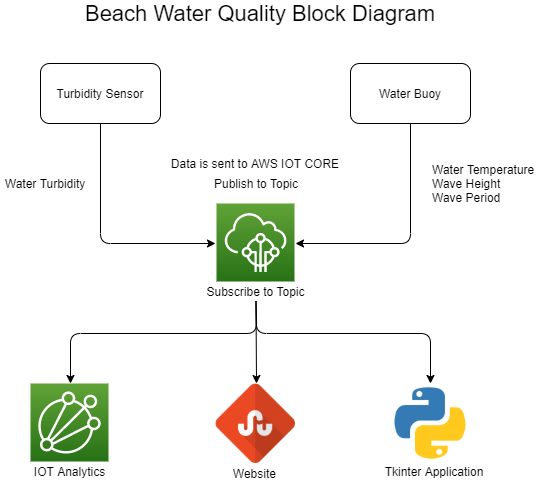 Beach Water Quality Block Diagram
Turbidity Sensor
Water Buoy
Data is sent to AWS IOT CORE
Publish to Topic
Water Turbidity
Water Temperature
Wave Height
Wave Period
Subscribe to Topic
IOT Analytics
Website
Tkinter Application